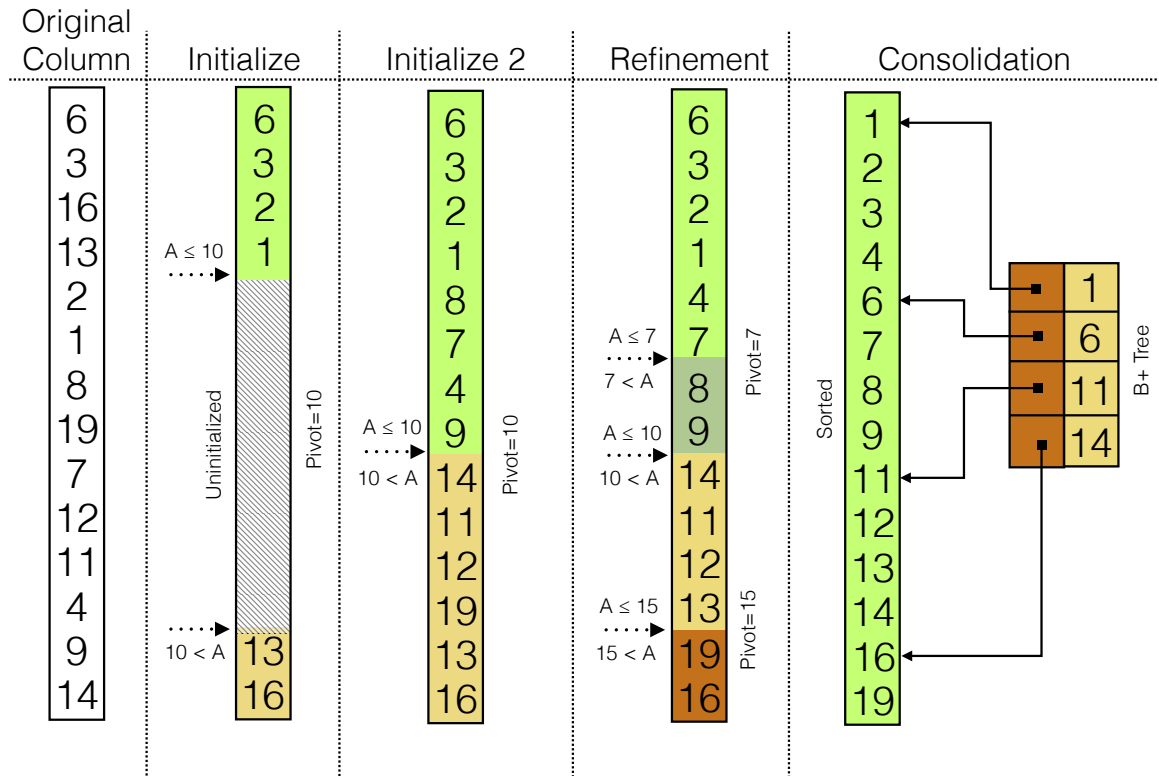 Original
Column
Initialize
Initialize 2
Refinement
Consolidation
6
3
16
13
2
1
8
19
7
12
11
4
9
14
6
3
2
1
13
16
A ≤ 10
10 < A
Uninitialized
Pivot=10
6
3
2
1
8
7
4
9
14
11
12
19
13
16
A ≤ 10
10 < A
Pivot=10
6
3
2
1
4
7
8
9
14
11
12
13
19
16
A ≤ 7
7 < A
A ≤ 10
10 < A
A ≤ 15
15 < A
Pivot=7
Pivot=15
Sorted
1
2
3
4
6
7
8
9
11
12
13
14
16
19
1
6
11
14
B+ Tree